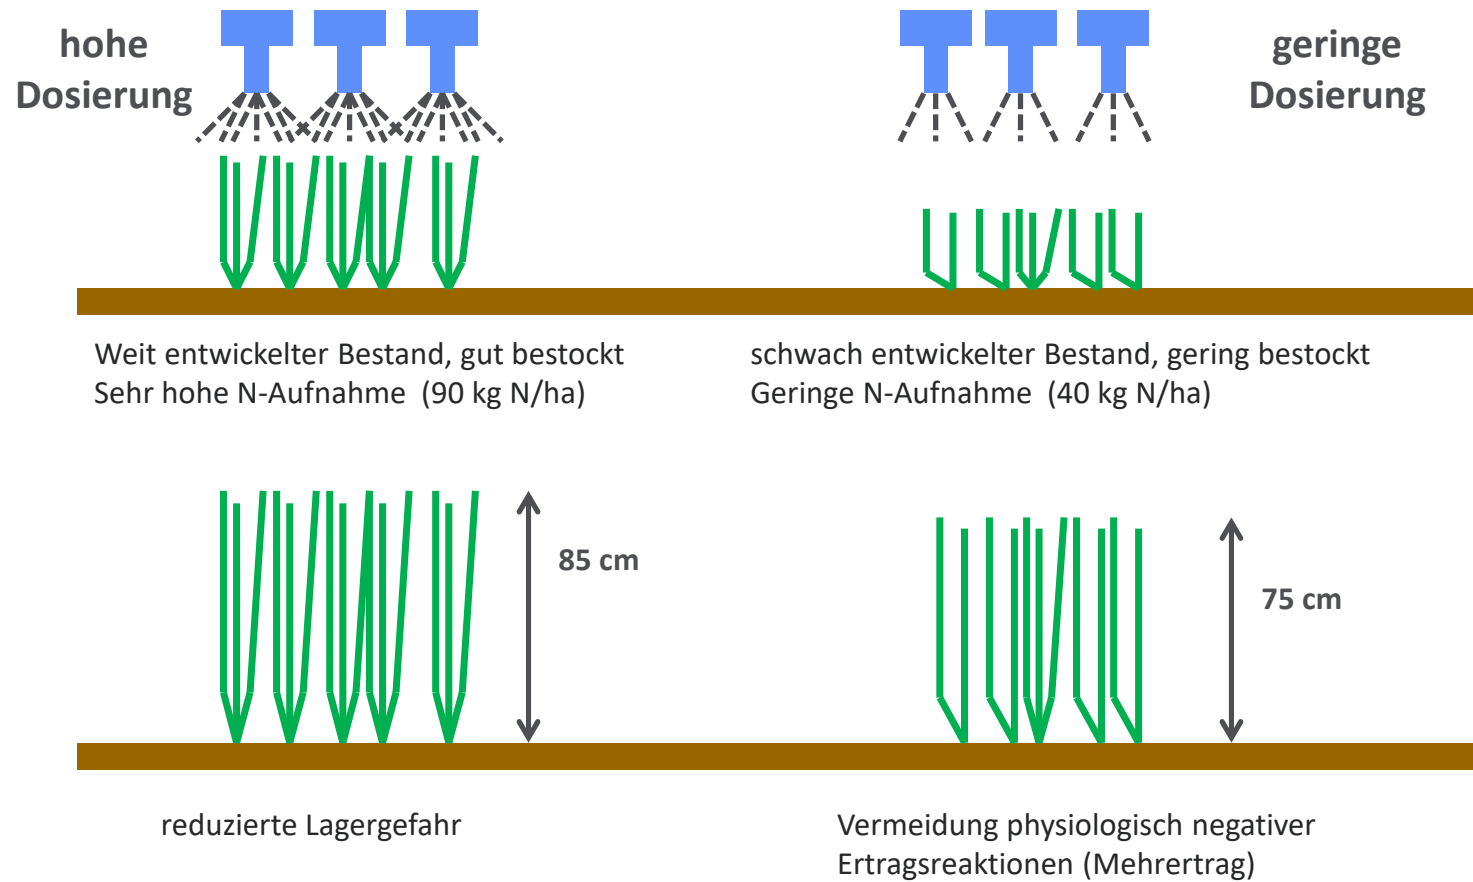 hohe
Dosierung
geringe
Dosierung
Weit entwickelter Bestand, gut bestockt
Sehr hohe N-Aufnahme (90 kg N/ha)
schwach entwickelter Bestand, gering bestockt
Geringe N-Aufnahme (40 kg N/ha)
85 cm
75 cm
reduzierte Lagergefahr
Vermeidung physiologisch negativer
Ertragsreaktionen (Mehrertrag)